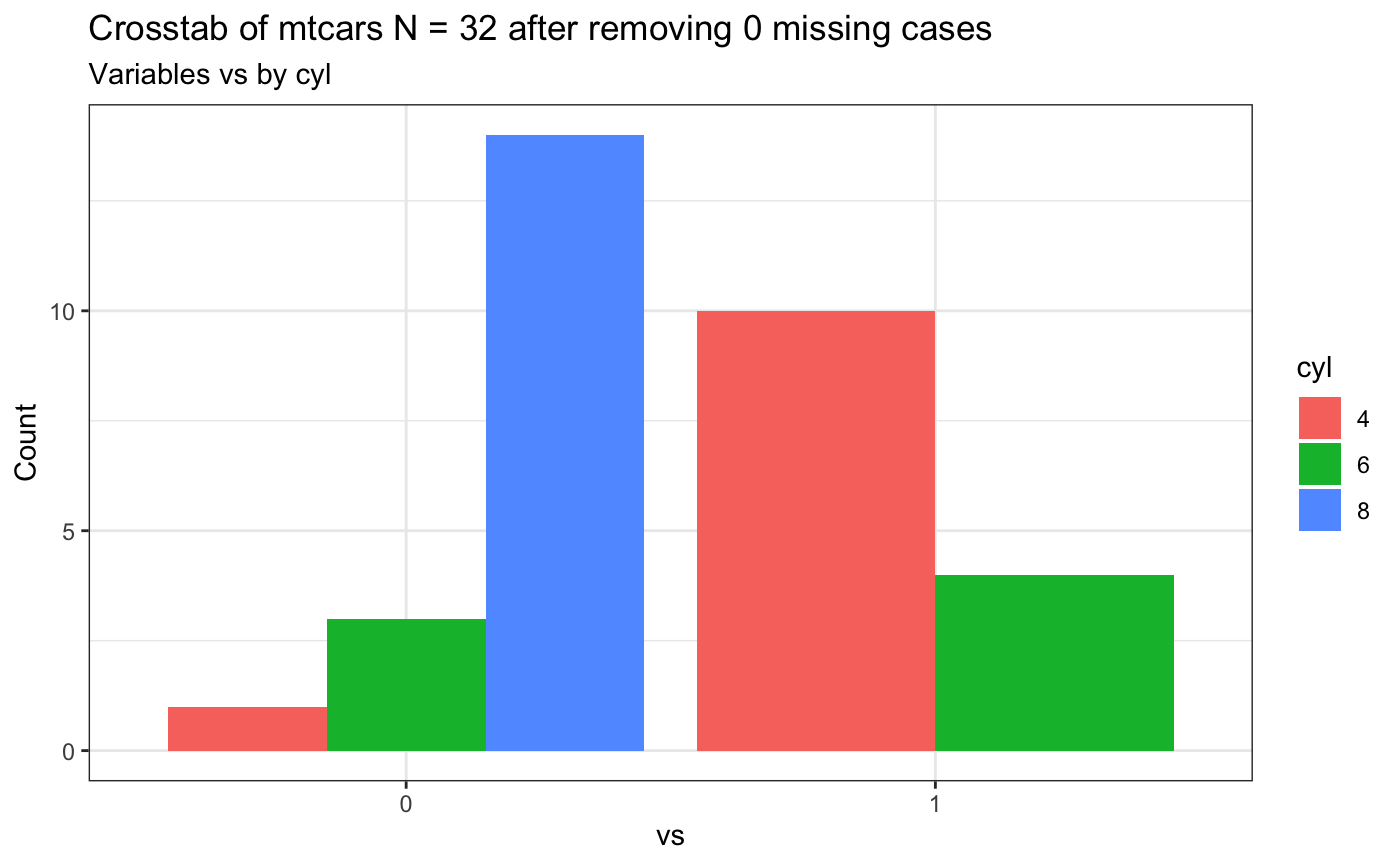 Crosstab of mtcars N = 32 after removing 0 missing cases
Variables vs by cyl
10
5
0
Count
0 1
vs
cyl
4
6
8